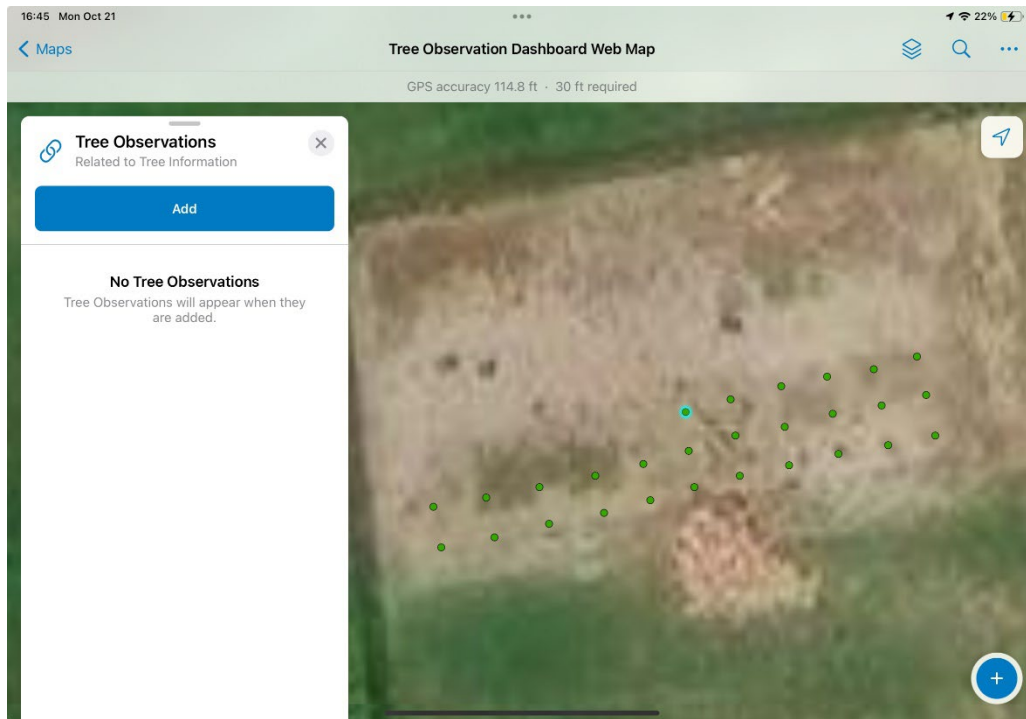 16:45 Mon Oct 21
22%
Maps
Tree Observation Dashboard Web Map
GPS accuracy 114.8 ft · 30 ft required
Tree Observations
Related to Tree Information
Add
No Tree Observations
Tree Observations will appear when they
are added.